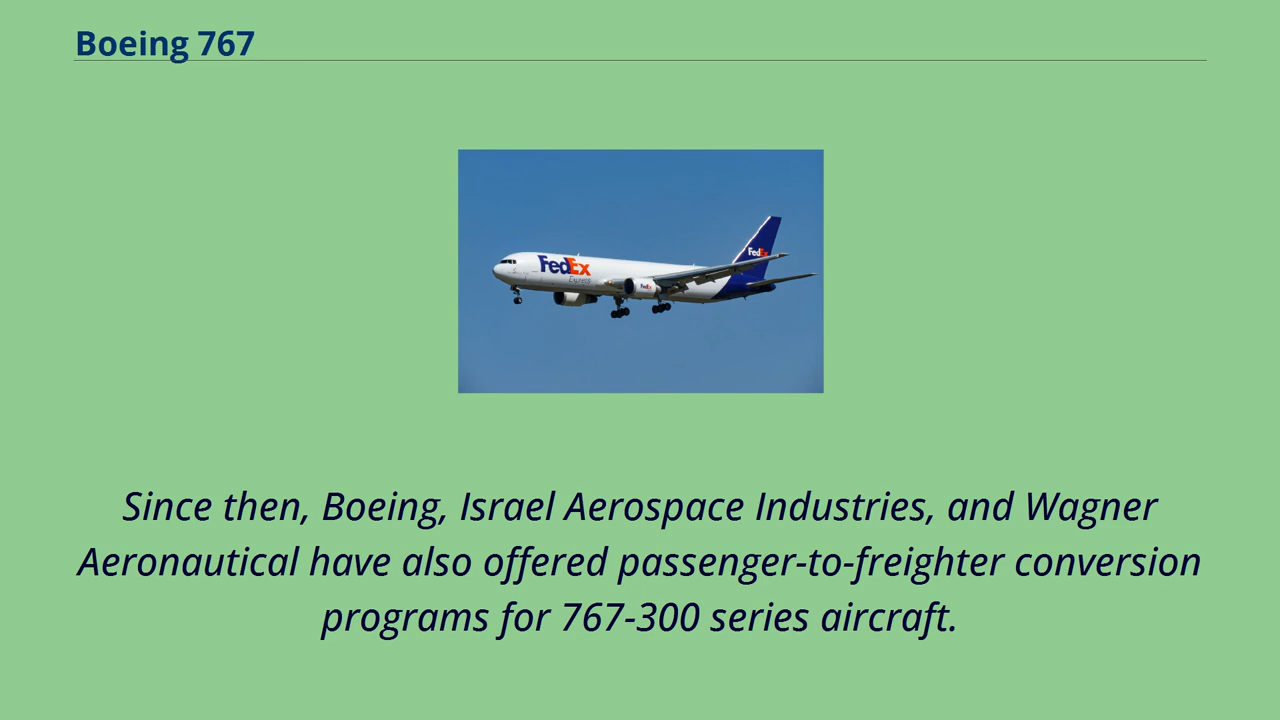 Boeing 767
FedEx
Express
FedEx
FedEx
Since then, Boeing, Israel Aerospace Industries, and Wagner
Aeronautical have also offered passenger-to-freighter conversion
programs for 767-300 series aircraft.